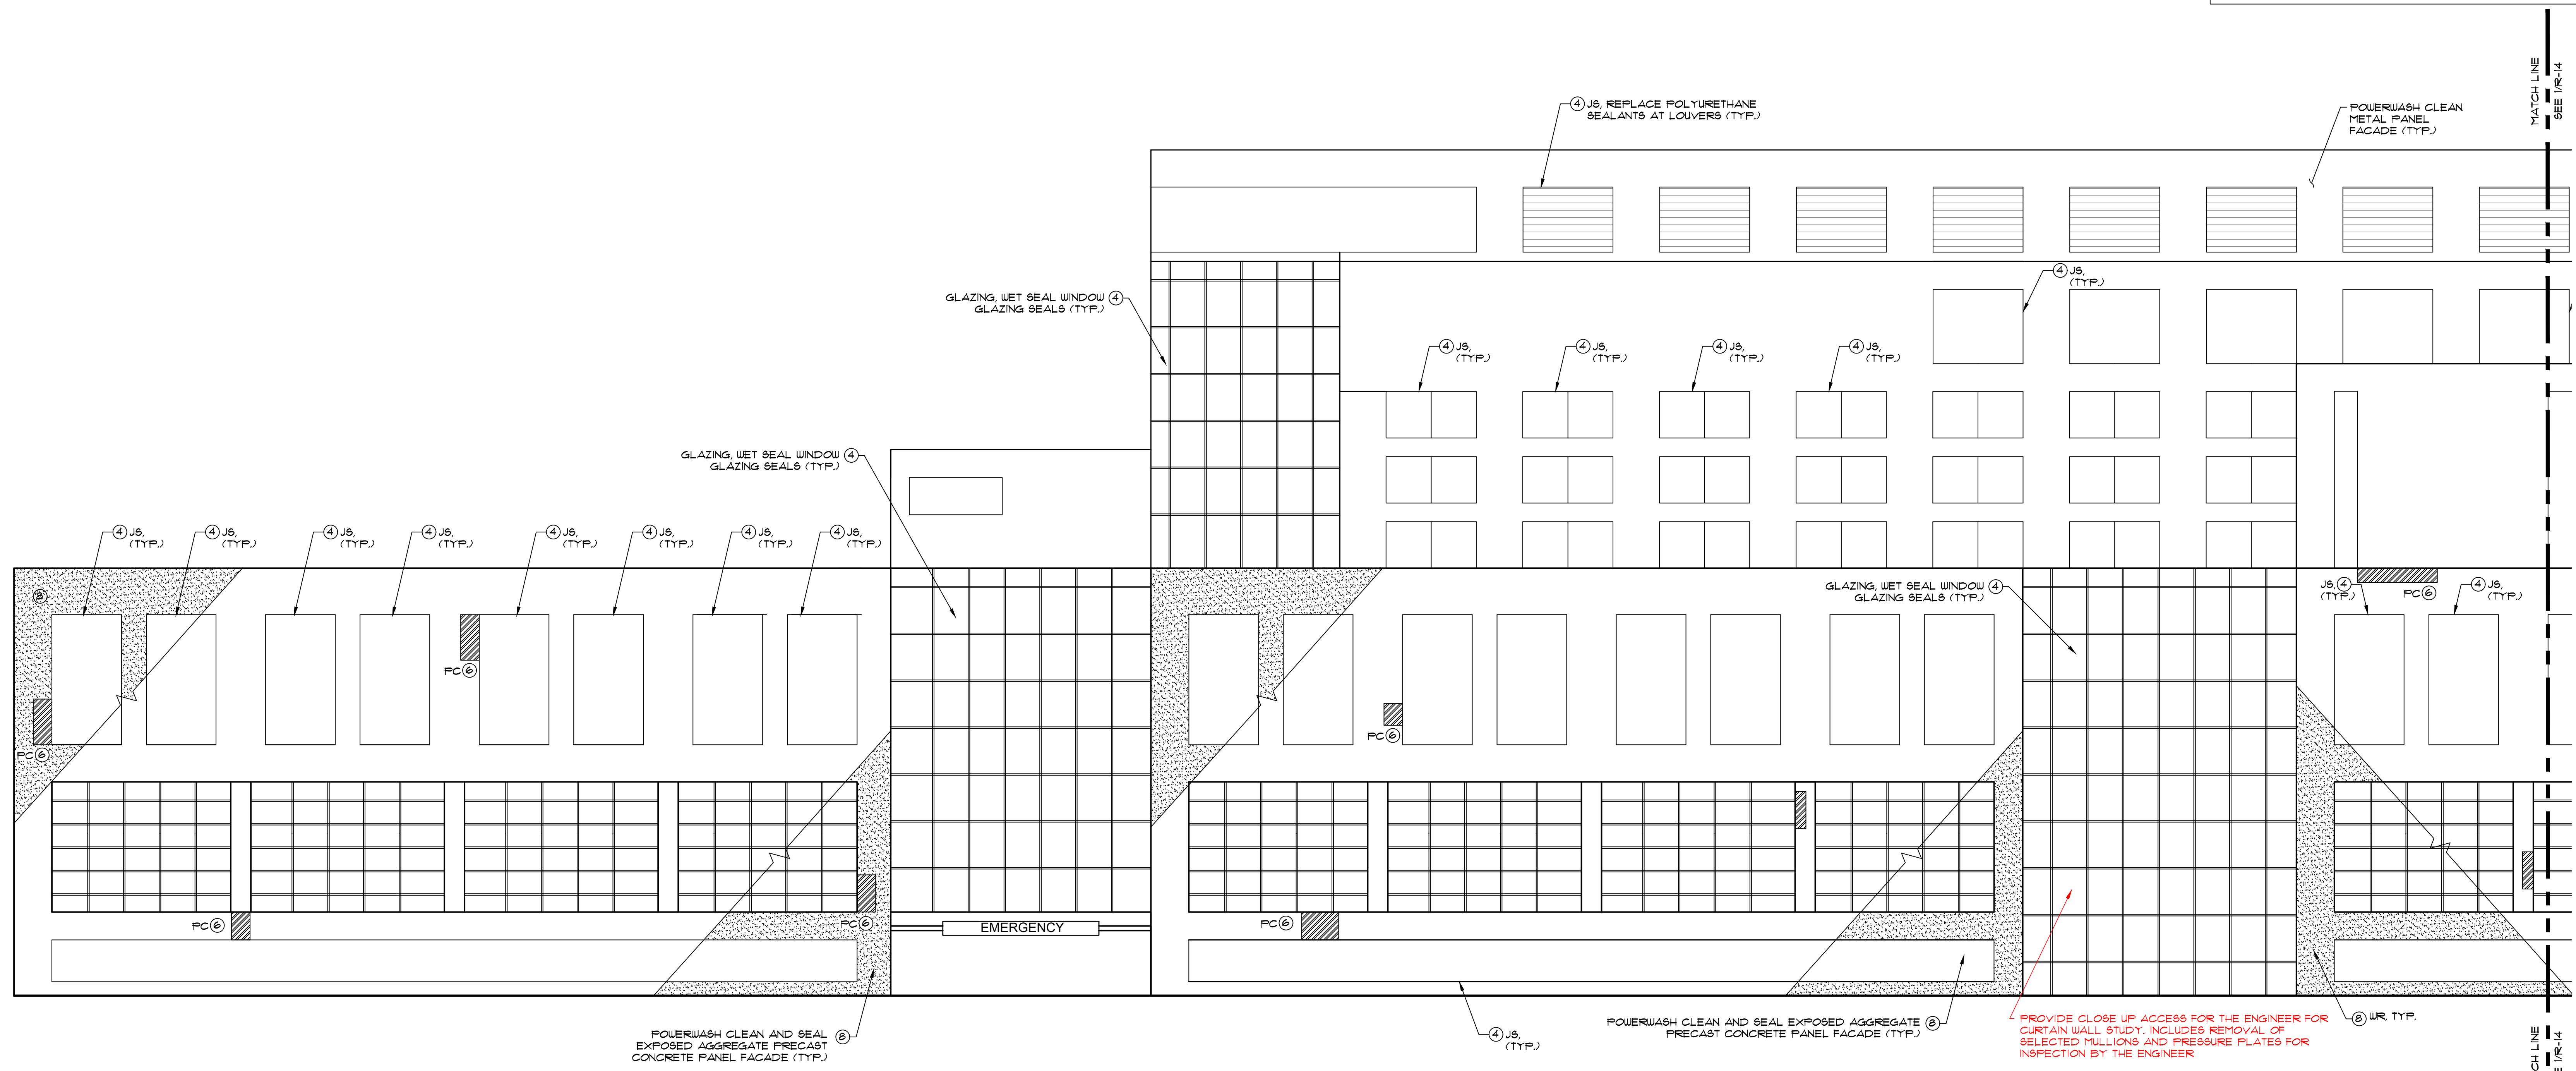 MATCH LINE
SEE 1/R-14
④ JS, REPLACE POLYURETHANE
SEALANTS AT LOUVERS (TYP.)
POWERWASH CLEAN
METAL PANEL
FACADE (TYP.)
④ JS,
(TYP.)
GLAZING, WET SEAL WINDOW ④
GLAZING SEALS (TYP.)
④ JS,
(TYP.)
④ JS,
(TYP.)
④ JS,
(TYP.)
④ JS,
(TYP.)
GLAZING, WET SEAL WINDOW ④
GLAZING SEALS (TYP.)
④ JS,
(TYP.)
④ JS,
(TYP.)
④ JS,
(TYP.)
④ JS,
(TYP.)
④ JS,
(TYP.)
④ JS,
(TYP.)
④ JS,
(TYP.)
④ JS,
(TYP.)
⑧
GLAZING, WET SEAL WINDOW ④
GLAZING SEALS (TYP.)
JS, ④
(TYP.)
PC ⑥
④ JS,
(TYP.)
PC ⑥
PC ⑥
PC ⑥
PC ⑥
PC ⑥
PC ⑥
EMERGENCY
POWERWASH CLEAN AND SEAL ⑧
EXPOSED AGGREGATE PRECAST
CONCRETE PANEL FACADE (TYP.)
④ JS,
(TYP.)
POWERWASH CLEAN AND SEAL EXPOSED AGGREGATE ⑧
PRECAST CONCRETE PANEL FACADE (TYP.)
PROVIDE CLOSE UP ACCESS FOR THE ENGINEER FOR
CURTAIN WALL STUDY. INCLUDES REMOVAL OF
SELECTED MULLIONS AND PRESSURE PLATES FOR
INSPECTION BY THE ENGINEER
⑧ WR, TYP.
CH LINE
E 1/R-14